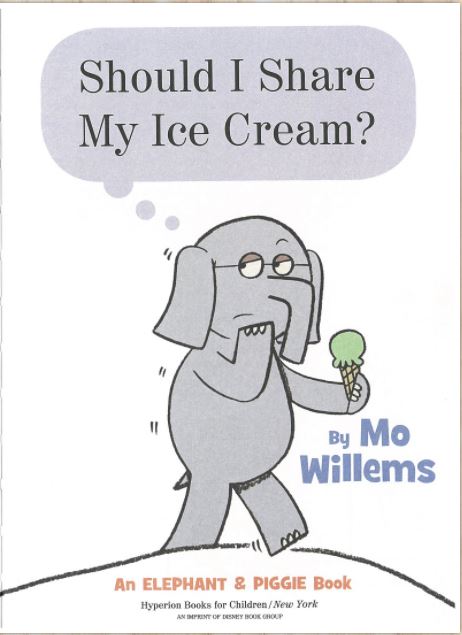 Should I Share
My Ice Cream?
By Mo
Willems
An ELEPHANT & PIGGIE Book
Hyperion Books for Children/New York
AN IMPRINT OF DISNEY BOOK GROUP